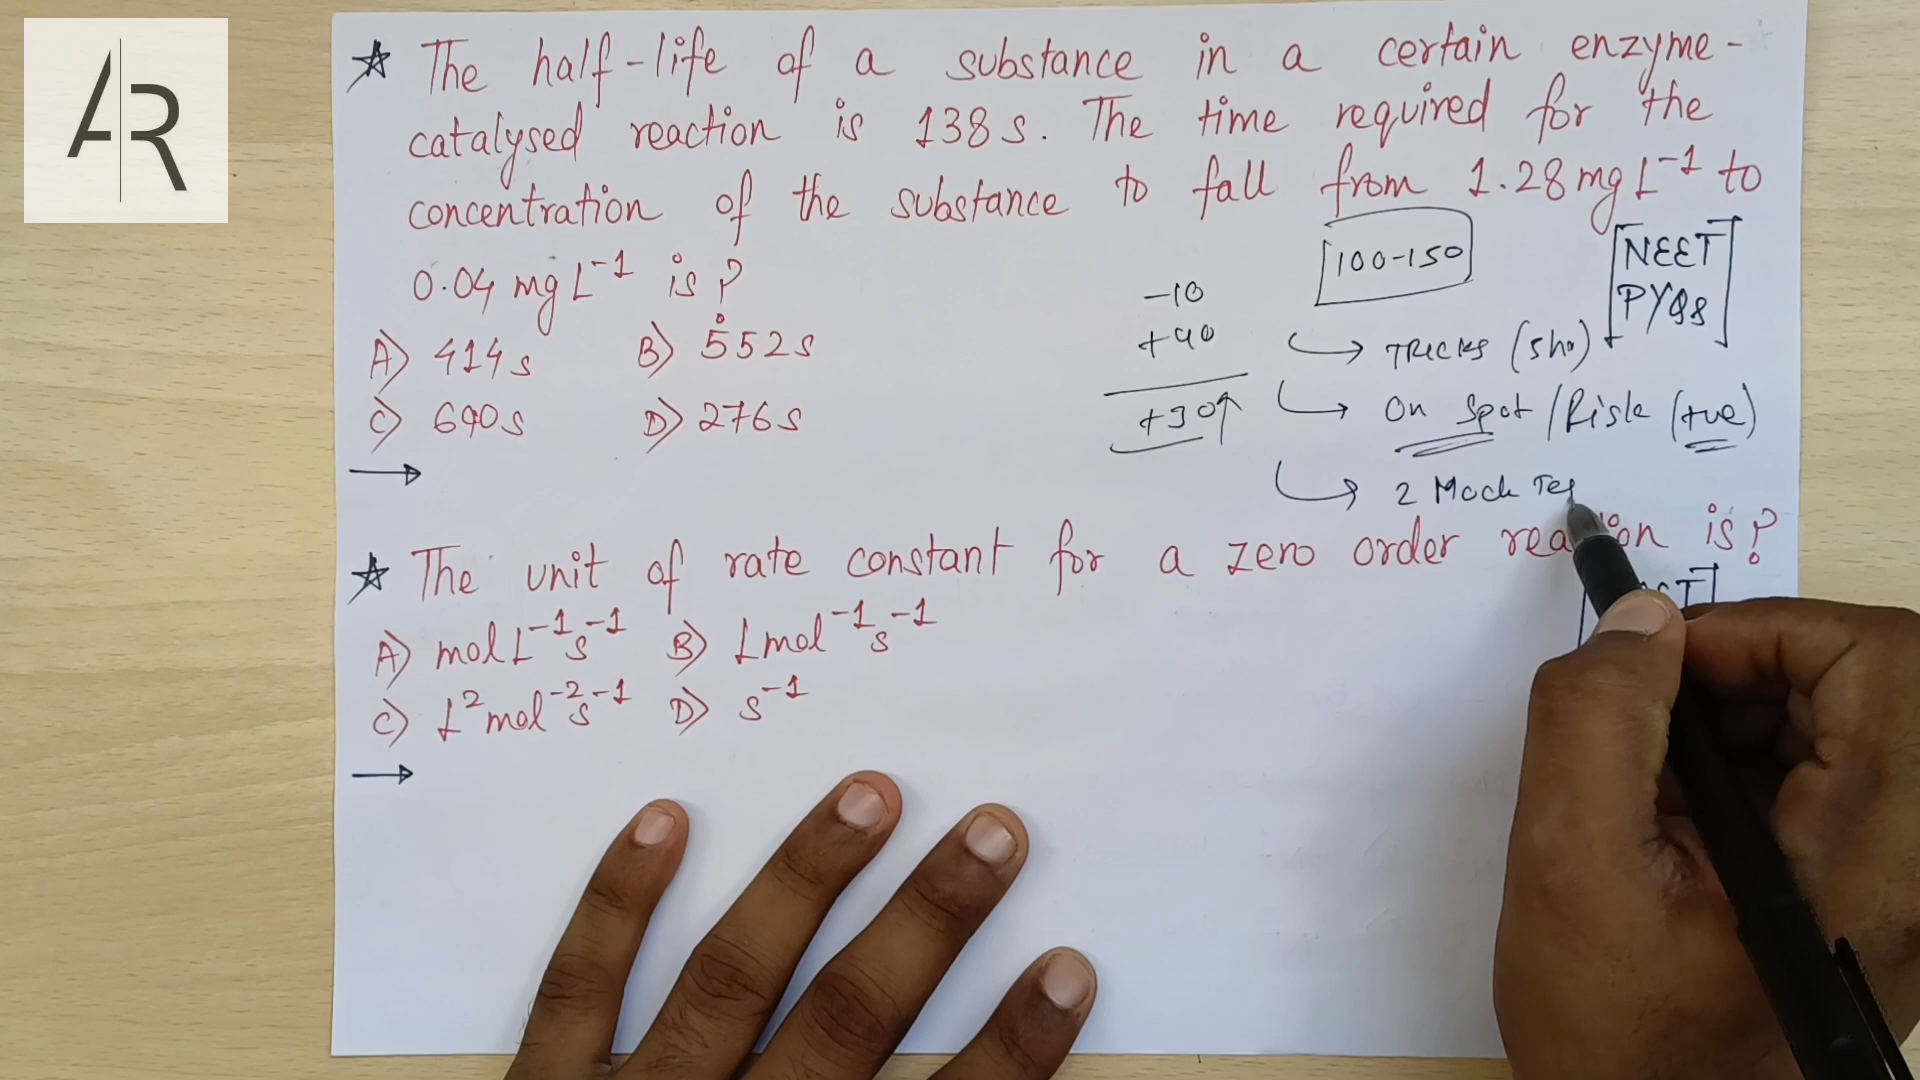 AR
☆ The half-life of a substance in a certain enzyme-
catalysed reaction is 138 s. The time required for the
concentration of the substance to fall from 1.28 mg L⁻¹ to
0.04 mg L⁻¹ is?
A) 414 s B) 552 s
C) 690 s D) 276 s
→
-10
+40
+30↑
100-150
NEET
PYQs
↳ TRICKS (sho)
↳ On Spot / Risk (+ve)
↳ 2 Mock Tes
☆ The unit of rate constant for a zero order is?
A) mol L⁻¹ s⁻¹ B) L mol⁻¹ s⁻¹
C) L² mol⁻² s⁻¹ D) s⁻¹
→